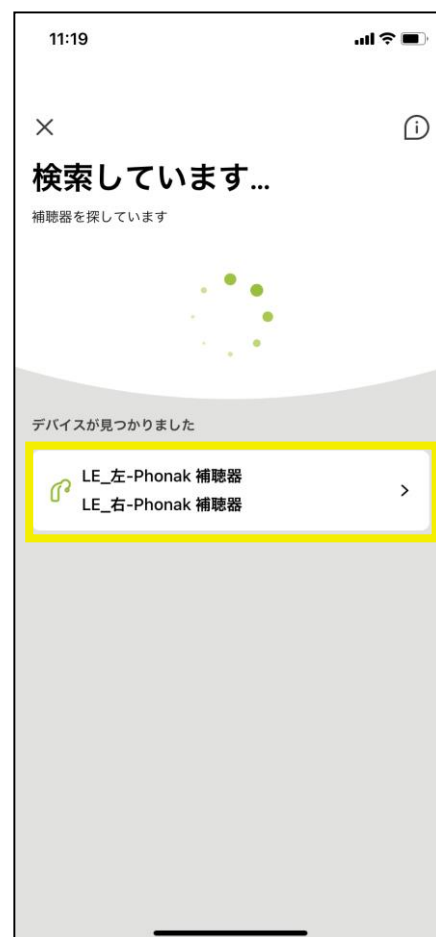 11:19
検索しています...
補聴器を探しています
デバイスが見つかりました
LE_左-Phonak 補聴器
LE_右-Phonak 補聴器